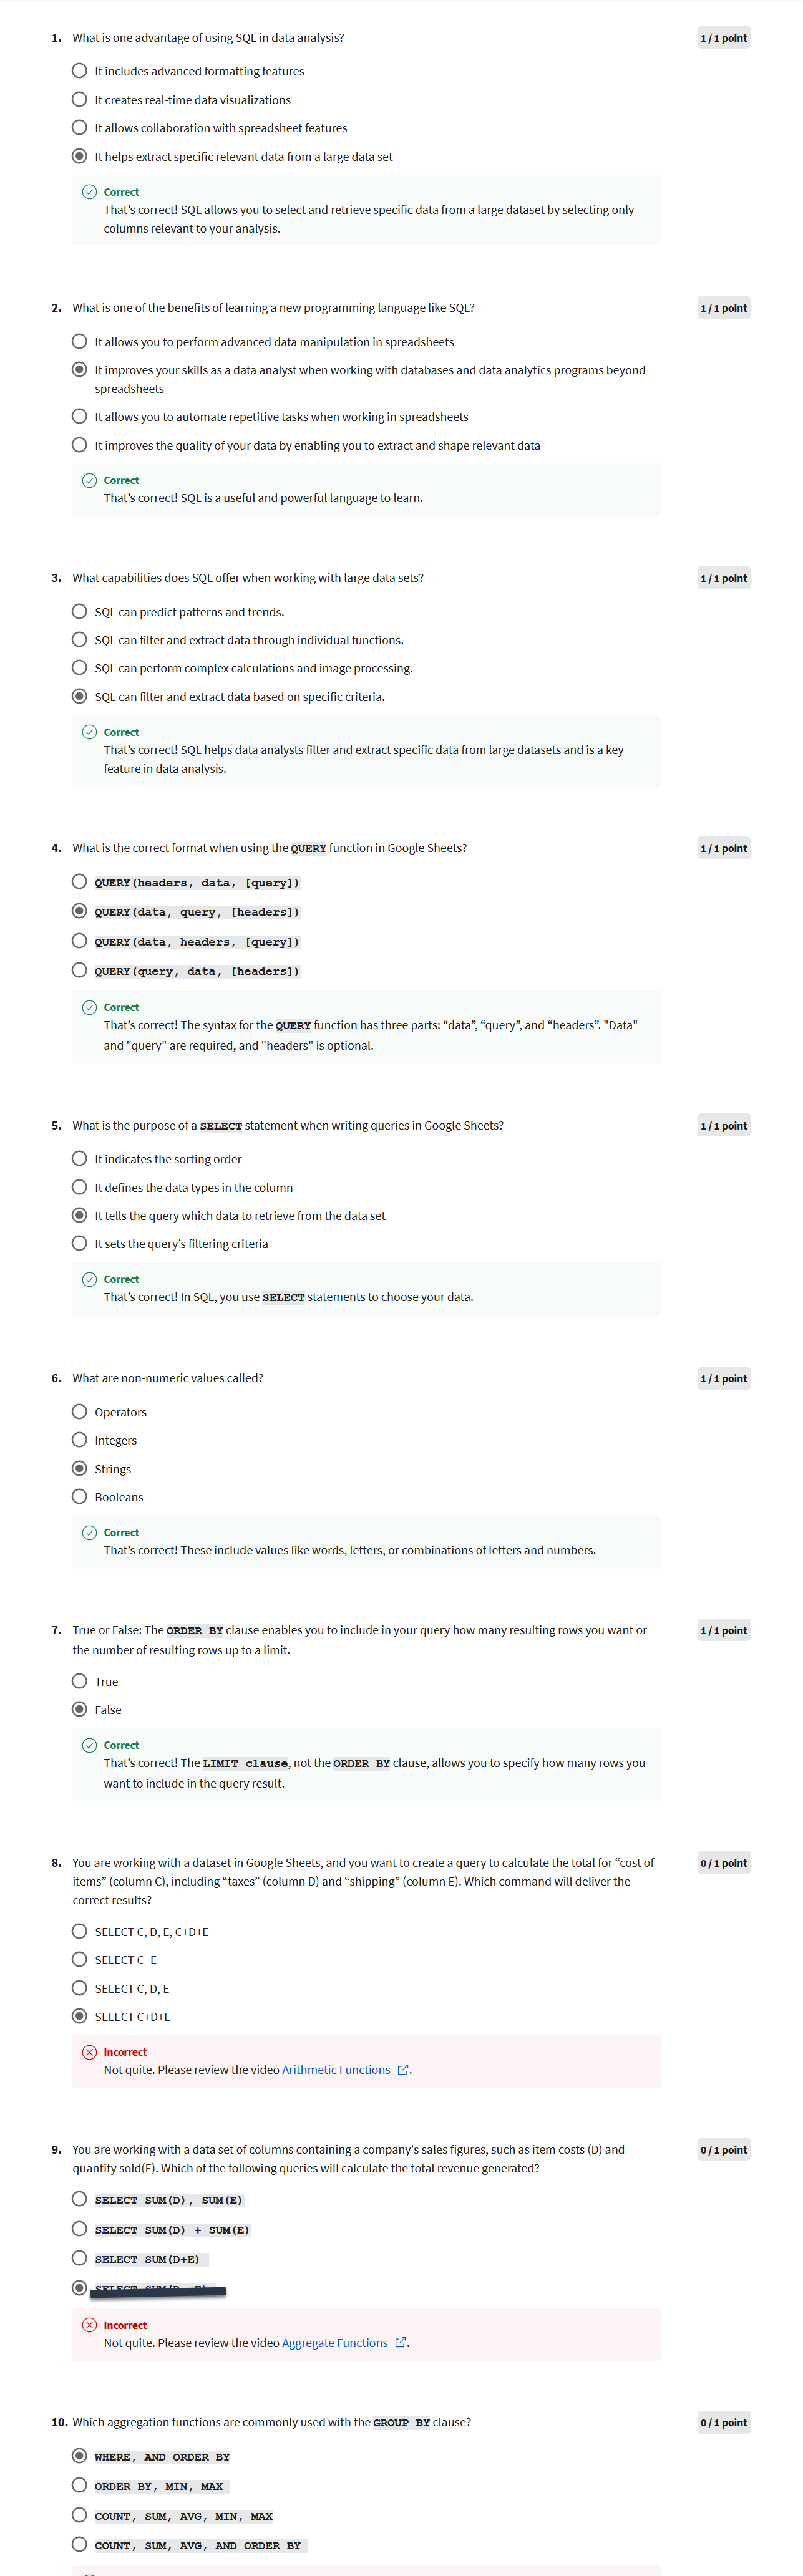 1. What is one advantage of using SQL in data analysis?
1 / 1 point
It includes advanced formatting features
It creates real-time data visualizations
It allows collaboration with spreadsheet features
It helps extract specific relevant data from a large data set
Correct
That's correct! SQL allows you to select and retrieve specific data from a large dataset by selecting only
columns relevant to your analysis.
2. What is one of the benefits of learning a new programming language like SQL?
1 / 1 point
It allows you to perform advanced data manipulation in spreadsheets
It improves your skills as a data analyst when working with databases and data analytics programs beyond
spreadsheets
It allows you to automate repetitive tasks when working in spreadsheets
It improves the quality of your data by enabling you to extract and shape relevant data
Correct
That's correct! SQL is a useful and powerful language to learn.
3. What capabilities does SQL offer when working with large data sets?
1 / 1 point
SQL can predict patterns and trends.
SQL can filter and extract data through individual functions.
SQL can perform complex calculations and image processing.
SQL can filter and extract data based on specific criteria.
Correct
That's correct! SQL helps data analysts filter and extract specific data from large datasets and is a key
feature in data analysis.
4. What is the correct format when using the QUERY function in Google Sheets?
1 / 1 point
QUERY(headers, data, [query])
QUERY(data, query, [headers])
QUERY(data, headers, [query])
QUERY(query, data, [headers])
Correct
That's correct! The syntax for the QUERY function has three parts: “data”, “query”, and “headers”. "Data"
and "query" are required, and "headers" is optional.
5. What is the purpose of a SELECT statement when writing queries in Google Sheets?
1 / 1 point
It indicates the sorting order
It defines the data types in the column
It tells the query which data to retrieve from the data set
It sets the query's filtering criteria
Correct
That's correct! In SQL, you use SELECT statements to choose your data.
6. What are non-numeric values called?
1 / 1 point
Operators
Integers
Strings
Booleans
Correct
That's correct! These include values like words, letters, or combinations of letters and numbers.
7. True or False: The ORDER BY clause enables you to include in your query how many resulting rows you want or
the number of resulting rows up to a limit.
1 / 1 point
True
False
Correct
That's correct! The LIMIT clause, not the ORDER BY clause, allows you to specify how many rows you
want to include in the query result.
8. You are working with a dataset in Google Sheets, and you want to create a query to calculate the total for “cost of
items” (column C), including “taxes” (column D) and “shipping” (column E). Which command will deliver the
correct results?
0 / 1 point
SELECT C, D, E, C+D+E
SELECT C_E
SELECT C, D, E
SELECT C+D+E
Incorrect
Not quite. Please review the video Arithmetic Functions.
9. You are working with a data set of columns containing a company's sales figures, such as item costs (D) and
quantity sold(E). Which of the following queries will calculate the total revenue generated?
0 / 1 point
SELECT SUM(D), SUM(E)
SELECT SUM(D) + SUM(E)
SELECT SUM(D+E)
Incorrect
Not quite. Please review the video Aggregate Functions.
10. Which aggregation functions are commonly used with the GROUP BY clause?
0 / 1 point
WHERE, AND ORDER BY
ORDER BY, MIN, MAX
COUNT, SUM, AVG, MIN, MAX
COUNT, SUM, AVG, AND ORDER BY